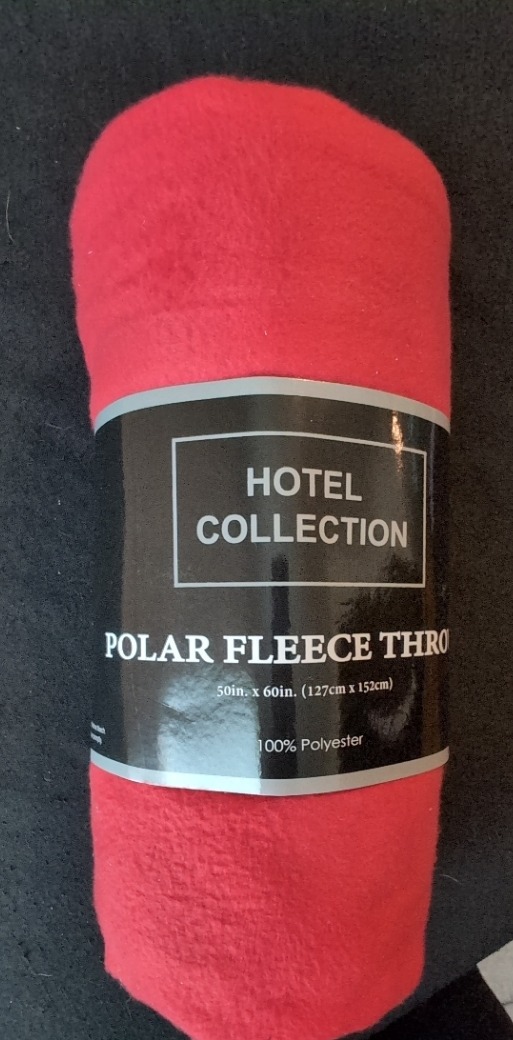 HOTEL
COLLECTION
POLAR FLEECE THRO
50in. x 60in. (127cm x 152cm)
100% Polyester